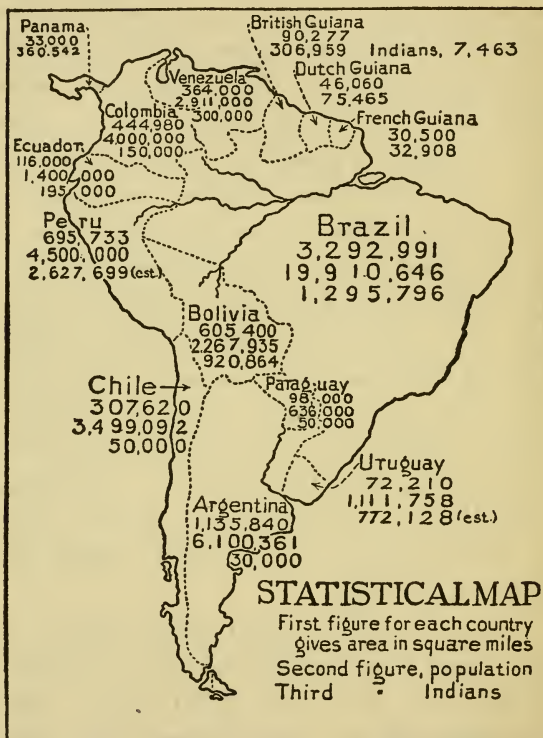 Panama
33,000
360.542
British Guiana
90,277
306,959 Indians, 7,463
Dutch Guiana
46,060
75,465
French Guiana
30,500
32,908
Venezuela
364,000
2,911,000
300,000
Colombia
444,980
4,000,000
150,000
Ecuador
116,000
1,400,000
195,000
Peru
695,733
4,500,000
2,627,699 (est.)
Brazil
3,292,991
19,910,646
1,295,796
Bolivia
605,400
2,267,935
920,864
Chile
307,620
3,499,092
50,000
Paraguay
98,000
636,000
50,000
Uruguay
72,210
1,111,758
772,128 (est.)
Argentina
1,135,840
6,100,361
30,000
STATISTICAL MAP
First figure for each country
gives area in square miles
Second figure, population
Third " Indians